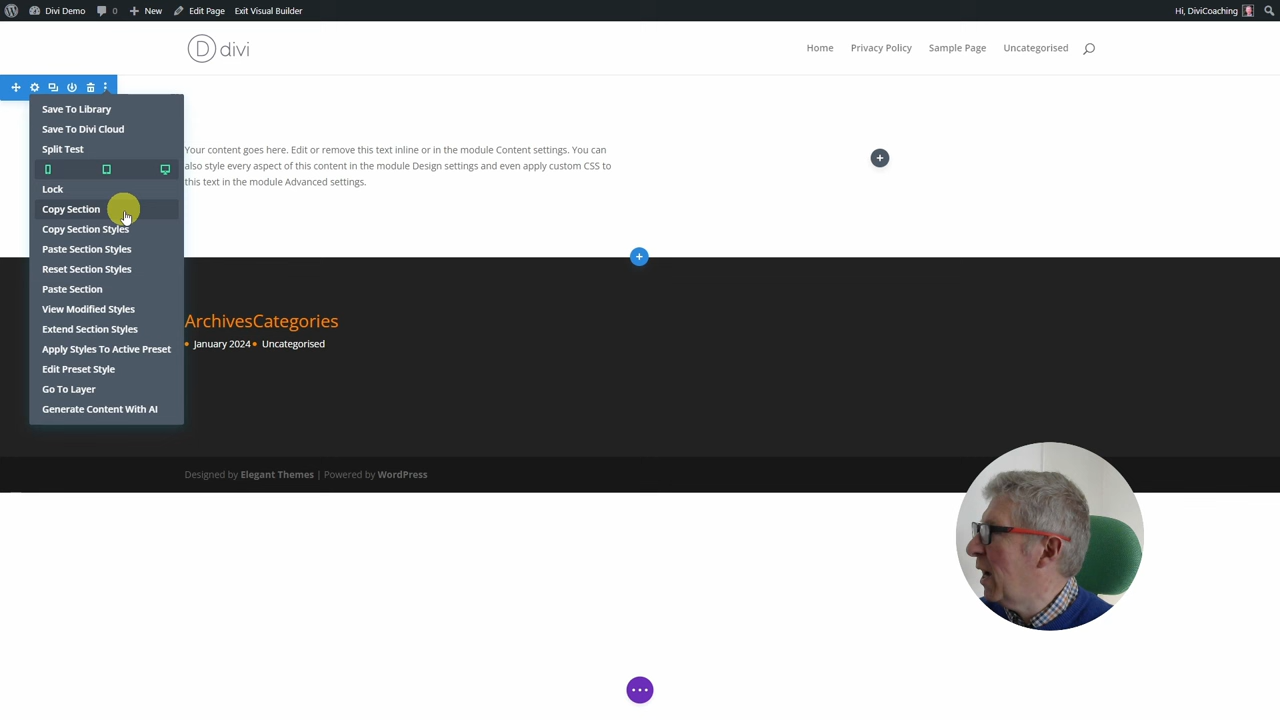 Divi Demo 0 New Edit Page Exit Visual Builder Hi, DiviCoaching
D divi Home Privacy Policy Sample Page Uncategorised
Save To Library
Save To Divi Cloud
Split Test
Lock
Copy Section
Copy Section Styles
Paste Section Styles
Reset Section Styles
Paste Section
View Modified Styles
Extend Section Styles
Apply Styles To Active Preset
Edit Preset Style
Go To Layer
Generate Content With AI
Your content goes here. Edit or remove this text inline or in the module Content settings. You can
also style every aspect of this content in the module Design settings and even apply custom CSS to
this text in the module Advanced settings.
ArchivesCategories
January 2024 Uncategorised
Designed by Elegant Themes | Powered by WordPress